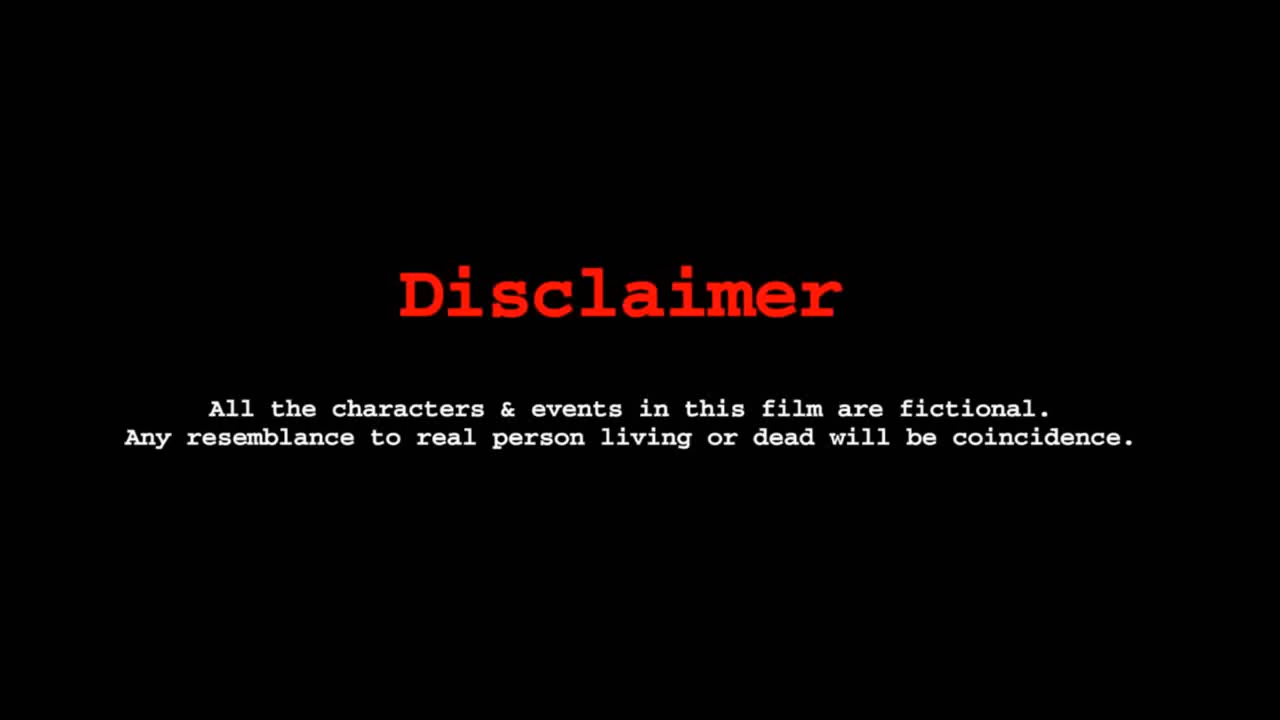 Disclaimer
All the characters & events in this film are fictional.
Any resemblance to real person living or dead will be coincidence.